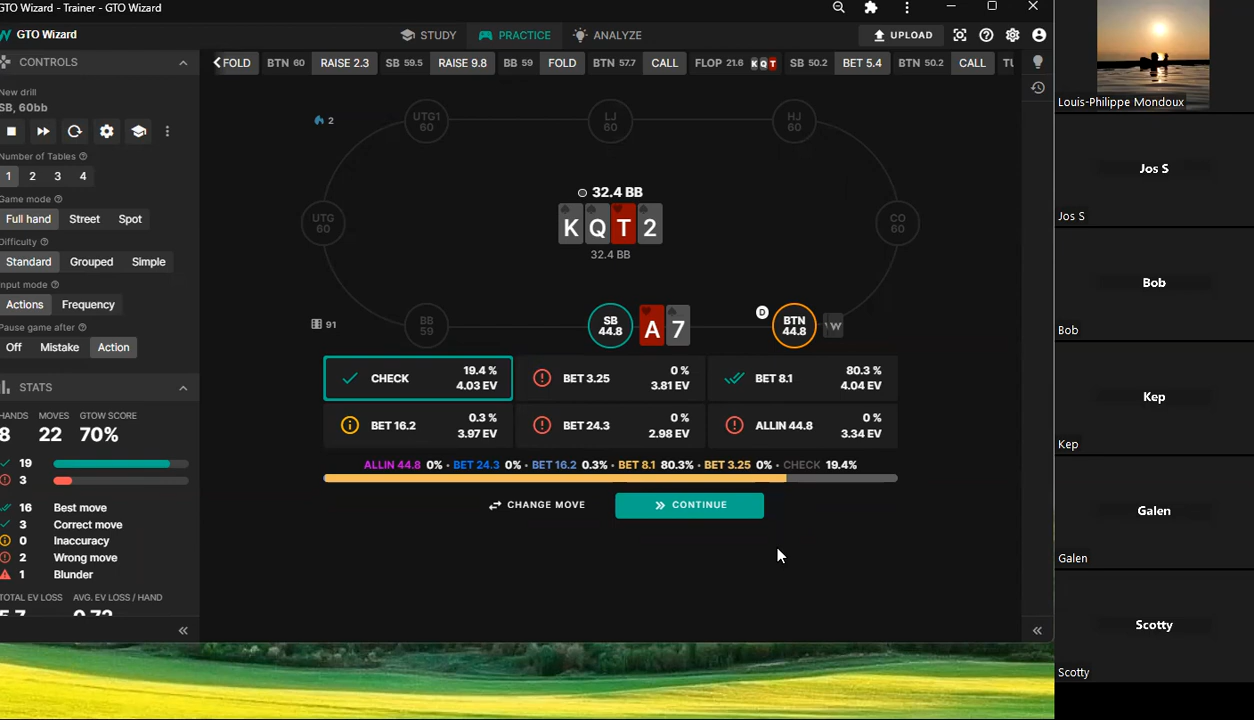 GTO Wizard - Trainer - GTO Wizard
GTO Wizard
STUDY
PRACTICE
ANALYZE
UPLOAD
CONTROLS
FOLD
BTN 60
RAISE 2.3
SB 59.5
RAISE 9.8
BB 59
FOLD
BTN 57.7
CALL
FLOP 21.6
K Q T
SB 50.2
BET 5.4
BTN 50.2
CALL
New drill
SB, 60bb
Number of Tables
1 2 3 4
Game mode
Full hand Street Spot
Difficulty
Standard Grouped Simple
Input mode
Actions Frequency
Pause game after
Off Mistake Action
STATS
HANDS MOVES GTOW SCORE
8 22 70%
19
3
16 Best move
3 Correct move
0 Inaccuracy
2 Wrong move
1 Blunder
TOTAL EV LOSS AVG. EV LOSS / HAND
2
UTG1
60
LJ
60
HJ
60
UTG
60
CO
60
32.4 BB
K Q T 2
32.4 BB
91
BB
59
SB
44.8
A 7
D
BTN
44.8
W
CHECK 19.4 %
4.03 EV
BET 3.25 0 %
3.81 EV
BET 8.1 80.3 %
4.04 EV
BET 16.2 0.3 %
3.97 EV
BET 24.3 0 %
2.98 EV
ALLIN 44.8 0 %
3.34 EV
ALLIN 44.8 0% • BET 24.3 0% • BET 16.2 0.3% • BET 8.1 80.3% • BET 3.25 0% • CHECK 19.4%
CHANGE MOVE
CONTINUE
Louis-Philippe Mondoux
Jos S
Jos S
Bob
Bob
Kep
Kep
Galen
Galen
Scotty
Scotty